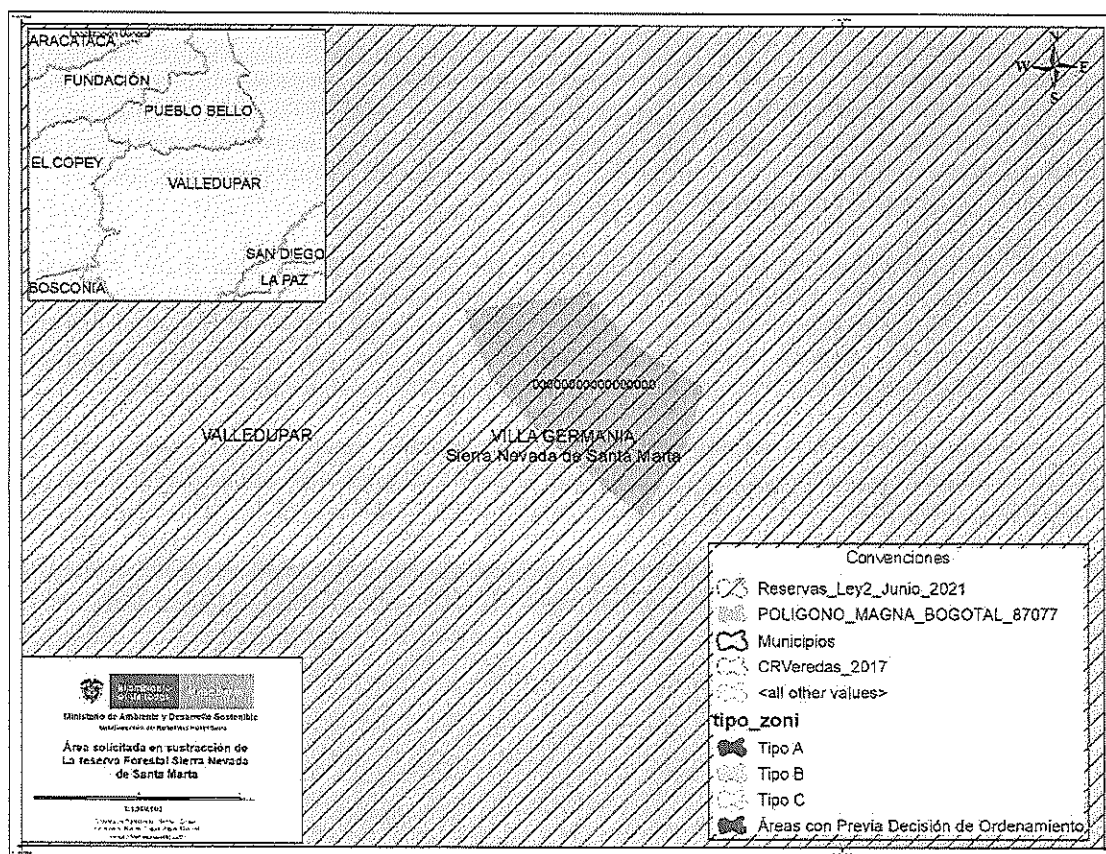 ARACATACA
FUNDACIÓN
PUEBLO BELLO
EL COPEY
VALLEDUPAR
SAN DIEGO
LA PAZ
BOSCONIA
N
W E
S
VALLEDUPAR
VILLA GERMANIA
Sierra Nevada de Santa Marta
Convenciones
Reservas_Ley2_Junio_2021
POLIGONO_MAGNA_BOGOTAL_87077
Municipios
CRVeredas_2017
<all other values>
tipo_zoni
Tipo A
Tipo B
Tipo C
Áreas con Previa Decisión de Ordenamiento
Ministerio de Ambiente y Desarrollo Sostenible
Área solicitada en sustracción de
La reserva Forestal Sierra Nevada
de Santa Marta